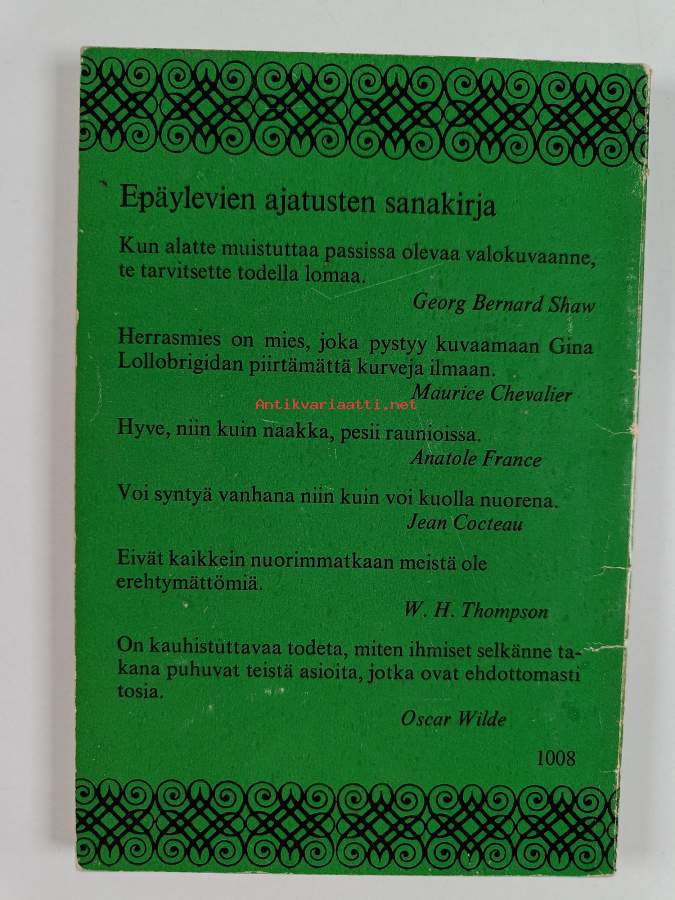 Epäylevien ajatusten sanakirja
Kun alatte muistuttaa passissa olevaa valokuvaanne,
te tarvitsette todella lomaa.
Georg Bernard Shaw
Herrasmies on mies, joka pystyy kuvaamaan Gina
Lollobrigidan piirtämättä kurveja ilmaan.
Maurice Chevalier
Antikvariaatti.net
Hyve, niin kuin naakka, pesii raunioissa.
Anatole France
Voi syntyä vanhana niin kuin voi kuolla nuorena.
Jean Cocteau
Eivät kaikkein nuorimmatkaan meistä ole
erehtymättömiä.
W. H. Thompson
On kauhistuttavaa todeta, miten ihmiset selkänne ta-
kana puhuvat teistä asioita, jotka ovat ehdottomasti
tosia.
Oscar Wilde
1008